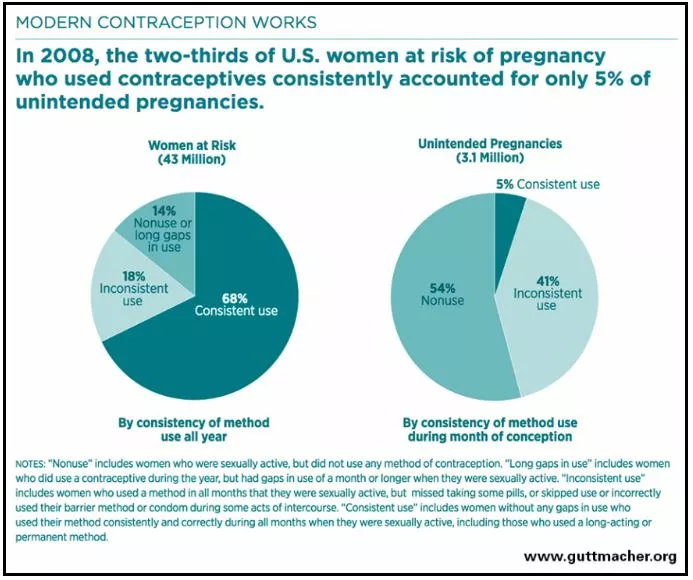 MODERN CONTRACEPTION WORKS
In 2008, the two-thirds of U.S. women at risk of pregnancy
who used contraceptives consistently accounted for only 5% of
unintended pregnancies.
Women at Risk
(43 Million)
14%
Nonuse or
long gaps
in use
18%
Inconsistent
use
68%
Consistent use
By consistency of method
use all year
Unintended Pregnancies
(3.1 Million)
5% Consistent use
54%
Nonuse
41%
Inconsistent
use
By consistency of method use
during month of conception
NOTES: “Nonuse” includes women who were sexually active, but did not use any method of contraception. “Long gaps in use” includes women
who did use a contraceptive during the year, but had gaps in use of a month or longer when they were sexually active. “Inconsistent use”
includes women who used a method in all months that they were sexually active, but missed taking some pills, or skipped use or incorrectly
used their barrier method or condom during some acts of intercourse. “Consistent use” includes women without any gaps in use who
used their method consistently and correctly during all months when they were sexually active, including those who used a long-acting or
permanent method.
www.guttmacher.org